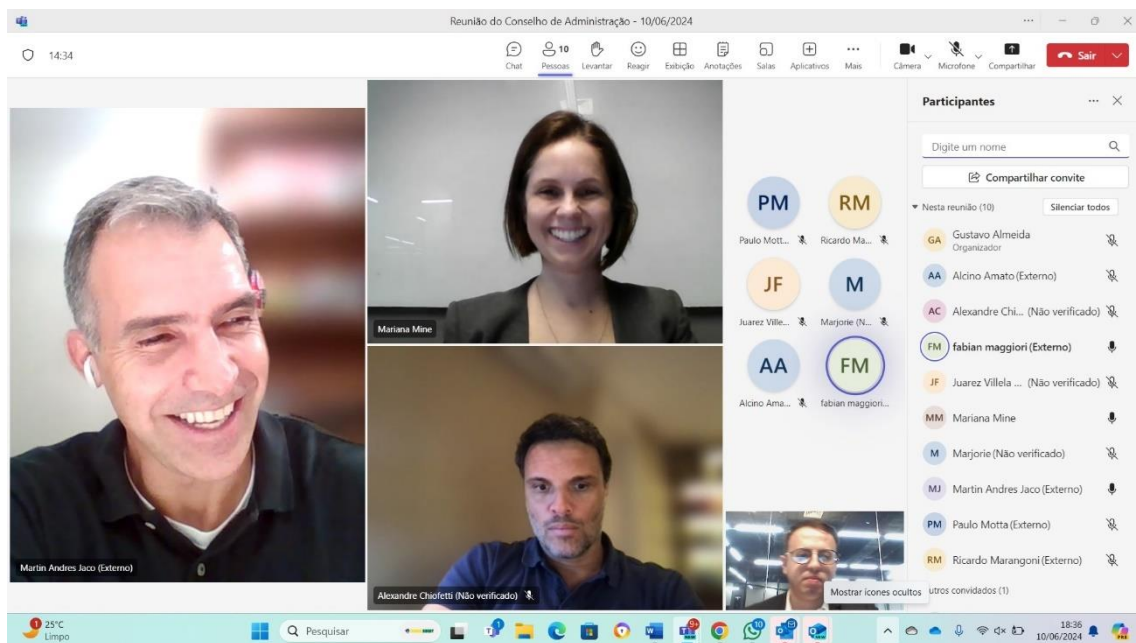 Reunião do Conselho de Administração - 10/06/2024
14:34
Chat
10
Pessoas
Levantar
Reagir
Exibição
Anotações
Salas
Aplicativos
Mais
Câmera
Microfone
Compartilhar
Sair
Martin Andres Jaco (Externo)
Mariana Mine
Alexandre Chiofetti (Não verificado)
PM
Paulo Mott...
RM
Ricardo Ma...
JF
Juarez Ville...
M
Marjorie (N...
AA
Alcino Ama...
FM
fabian maggiori...
Mostrar ícones ocultos
Participantes
Digite um nome
Compartilhar convite
Nesta reunião (10)
Silenciar todos
GA
Gustavo Almeida
Organizador
AA
Alcino Amato (Externo)
AC
Alexandre Chi... (Não verificado)
FM
fabian maggiori (Externo)
JF
Juarez Villela ... (Não verificado)
MM
Mariana Mine
M
Marjorie (Não verificado)
MJ
Martin Andres Jaco (Externo)
PM
Paulo Motta (Externo)
RM
Ricardo Marangoni (Externo)
utros convidados (1)
1
25°C
Limpo
Pesquisar
9+
10
18:36
10/06/2024
PRE